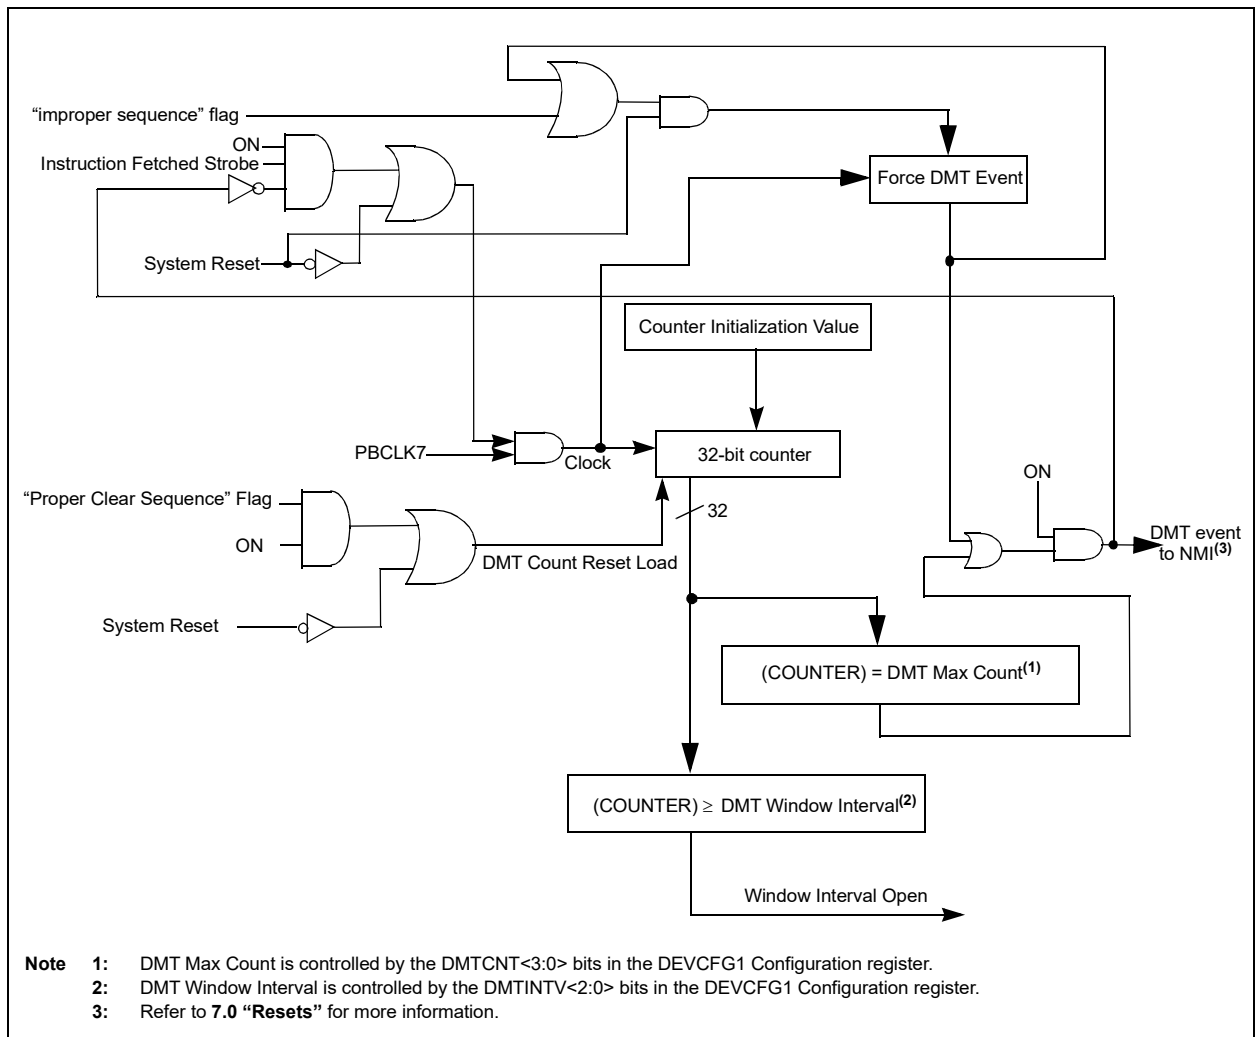 “improper sequence” flag
ON
Instruction Fetched Strobe
Force DMT Event
System Reset
Counter Initialization Value
PBCLK7
Clock
32-bit counter
“Proper Clear Sequence” Flag
ON
32
ON
DMT event
to NMI(3)
DMT Count Reset Load
System Reset
(COUNTER) = DMT Max Count(1)
(COUNTER) ≥ DMT Window Interval(2)
Window Interval Open
Note 1: DMT Max Count is controlled by the DMTCNT<3:0> bits in the DEVCFG1 Configuration register.
2: DMT Window Interval is controlled by the DMTINTV<2:0> bits in the DEVCFG1 Configuration register.
3: Refer to 7.0 “Resets” for more information.